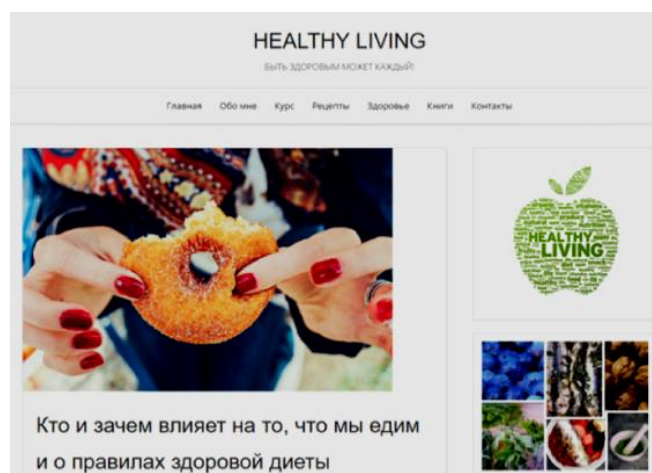 HEALTHY LIVING
БЫТЬ ЗДОРОВЫМ МОЖЕТ КАЖДЫЙ!
Главная Обо мне Курс Рецепты Здоровье Книги Контакты
HEALTHY
LIVING
Кто и зачем влияет на то, что мы едим
и о правилах здоровой диеты